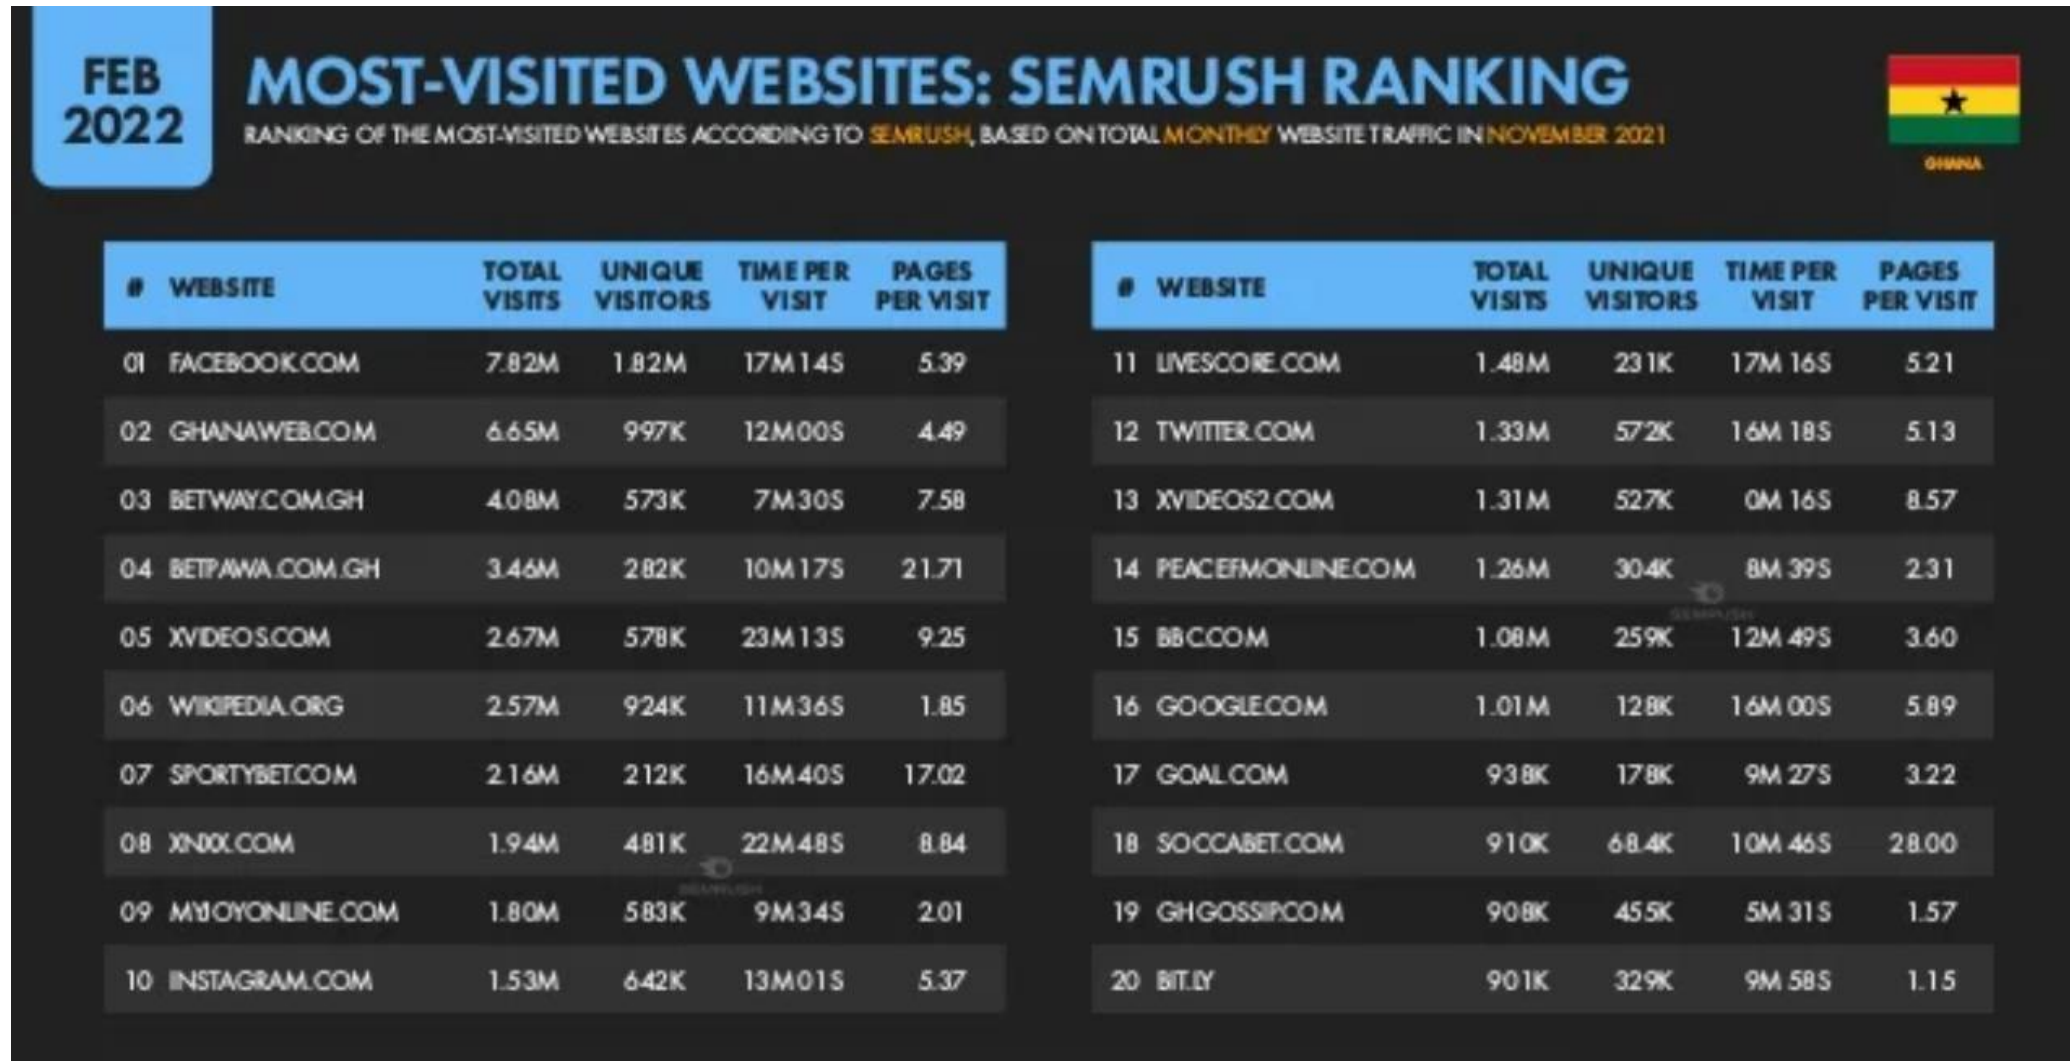 FEB
2022
MOST-VISITED WEBSITES: SEMRUSH RANKING
RANKING OF THE MOST-VISITED WEBSITES ACCORDING TO SEMRUSH, BASED ON TOTAL MONTHLY WEBSITE TRAFFIC IN NOVEMBER 2021
GHANA
# WEBSITE TOTAL VISITS UNIQUE VISITORS TIME PER VISIT PAGES PER VISIT
01 FACEBOOK.COM 7.82M 1.82M 17M 14S 5.39
02 GHANAWEB.COM 6.65M 997K 12M 00S 4.49
03 BETWAY.COM.GH 4.08M 573K 7M 30S 7.58
04 BETPAWA.COM.GH 3.46M 282K 10M 17S 21.71
05 XVIDEOS.COM 2.67M 578K 23M 13S 9.25
06 WIKIPEDIA.ORG 2.57M 924K 11M 36S 1.85
07 SPORTYBET.COM 2.16M 212K 16M 40S 17.02
08 XNXX.COM 1.94M 481K 22M 48S 8.84
09 MYJOYONLINE.COM 1.80M 583K 9M 34S 2.01
10 INSTAGRAM.COM 1.53M 642K 13M 01S 5.37
SEMRUSH
# WEBSITE TOTAL VISITS UNIQUE VISITORS TIME PER VISIT PAGES PER VISIT
11 LIVESCORE.COM 1.48M 231K 17M 16S 5.21
12 TWITTER.COM 1.33M 572K 16M 18S 5.13
13 XVIDEOS2.COM 1.31M 527K 0M 16S 8.57
14 PEACEFMONLINE.COM 1.26M 304K 8M 39S 2.31
SEMRUSH
15 BBC.COM 1.08M 259K 12M 49S 3.60
16 GOOGLE.COM 1.01M 128K 16M 00S 5.89
17 GOAL.COM 938K 178K 9M 27S 3.22
18 SOCCABET.COM 910K 68.4K 10M 46S 28.00
19 GHGOSSIP.COM 908K 455K 5M 31S 1.57
20 BIT.LY 901K 329K 9M 58S 1.15